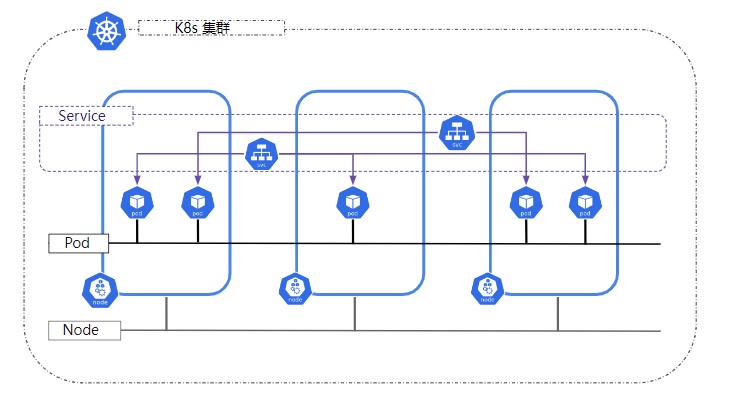 K8s 集群
Service
svc
svc
pod
pod
pod
pod
pod
Pod
node
node
node
Node